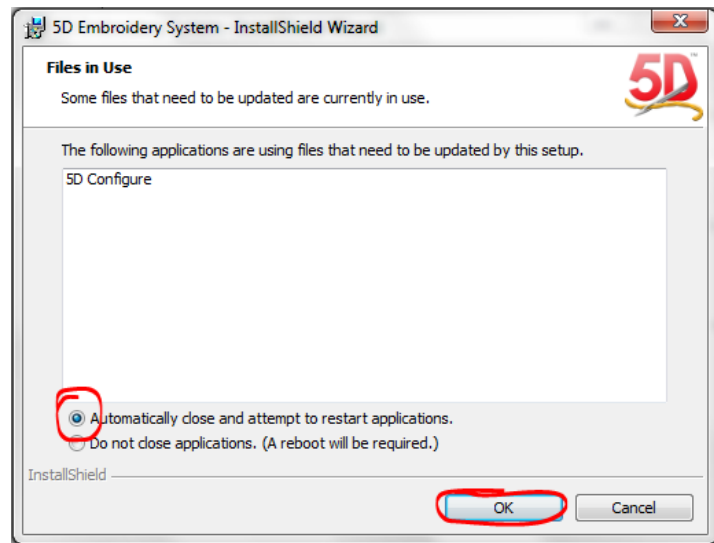 5D Embroidery System - InstallShield Wizard
Files in Use
Some files that need to be updated are currently in use.
5D™
The following applications are using files that need to be updated by this setup.
5D Configure
Automatically close and attempt to restart applications.
Do not close applications. (A reboot will be required.)
InstallShield
OK
Cancel